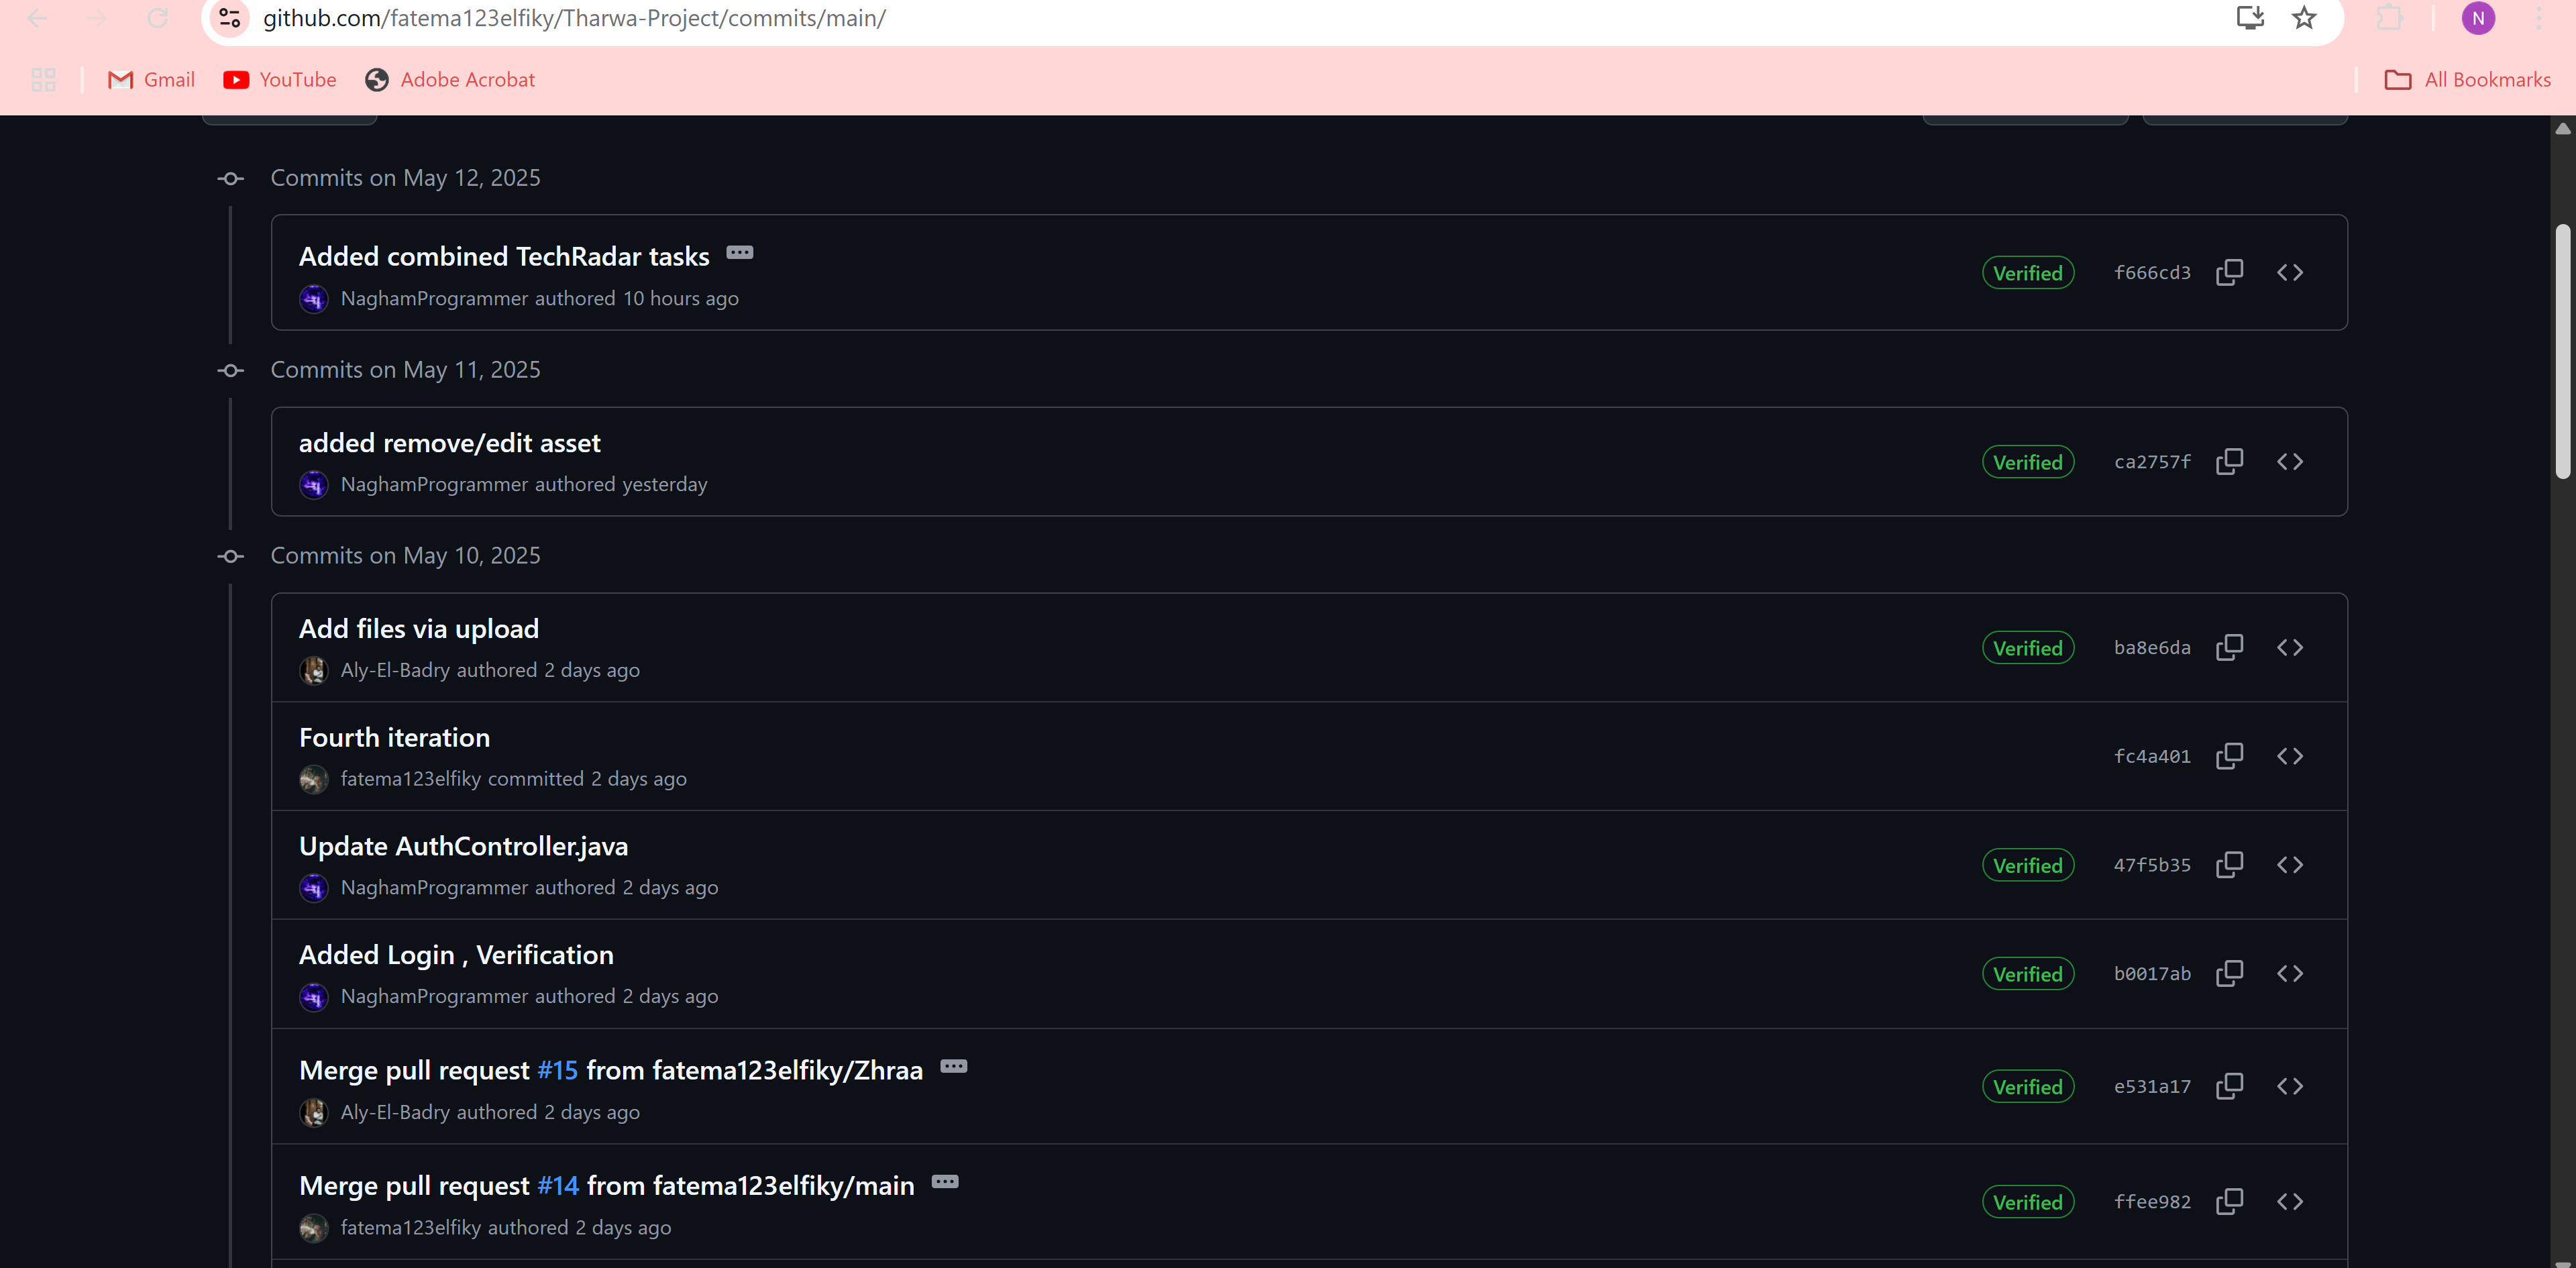 github.com/fatema123elfiky/Tharwa-Project/commits/main/
N
Gmail
YouTube
Adobe Acrobat
All Bookmarks
Commits on May 12, 2025
Added combined TechRadar tasks
NaghamProgrammer authored 10 hours ago
Verified
f666cd3
Commits on May 11, 2025
added remove/edit asset
NaghamProgrammer authored yesterday
Verified
ca2757f
Commits on May 10, 2025
Add files via upload
Aly-El-Badry authored 2 days ago
Verified
ba8e6da
Fourth iteration
fatema123elfiky committed 2 days ago
fc4a401
Update AuthController.java
NaghamProgrammer authored 2 days ago
Verified
47f5b35
Added Login , Verification
NaghamProgrammer authored 2 days ago
Verified
b0017ab
Merge pull request #15 from fatema123elfiky/Zhraa
Aly-El-Badry authored 2 days ago
Verified
e531a17
Merge pull request #14 from fatema123elfiky/main
fatema123elfiky authored 2 days ago
Verified
ffee982